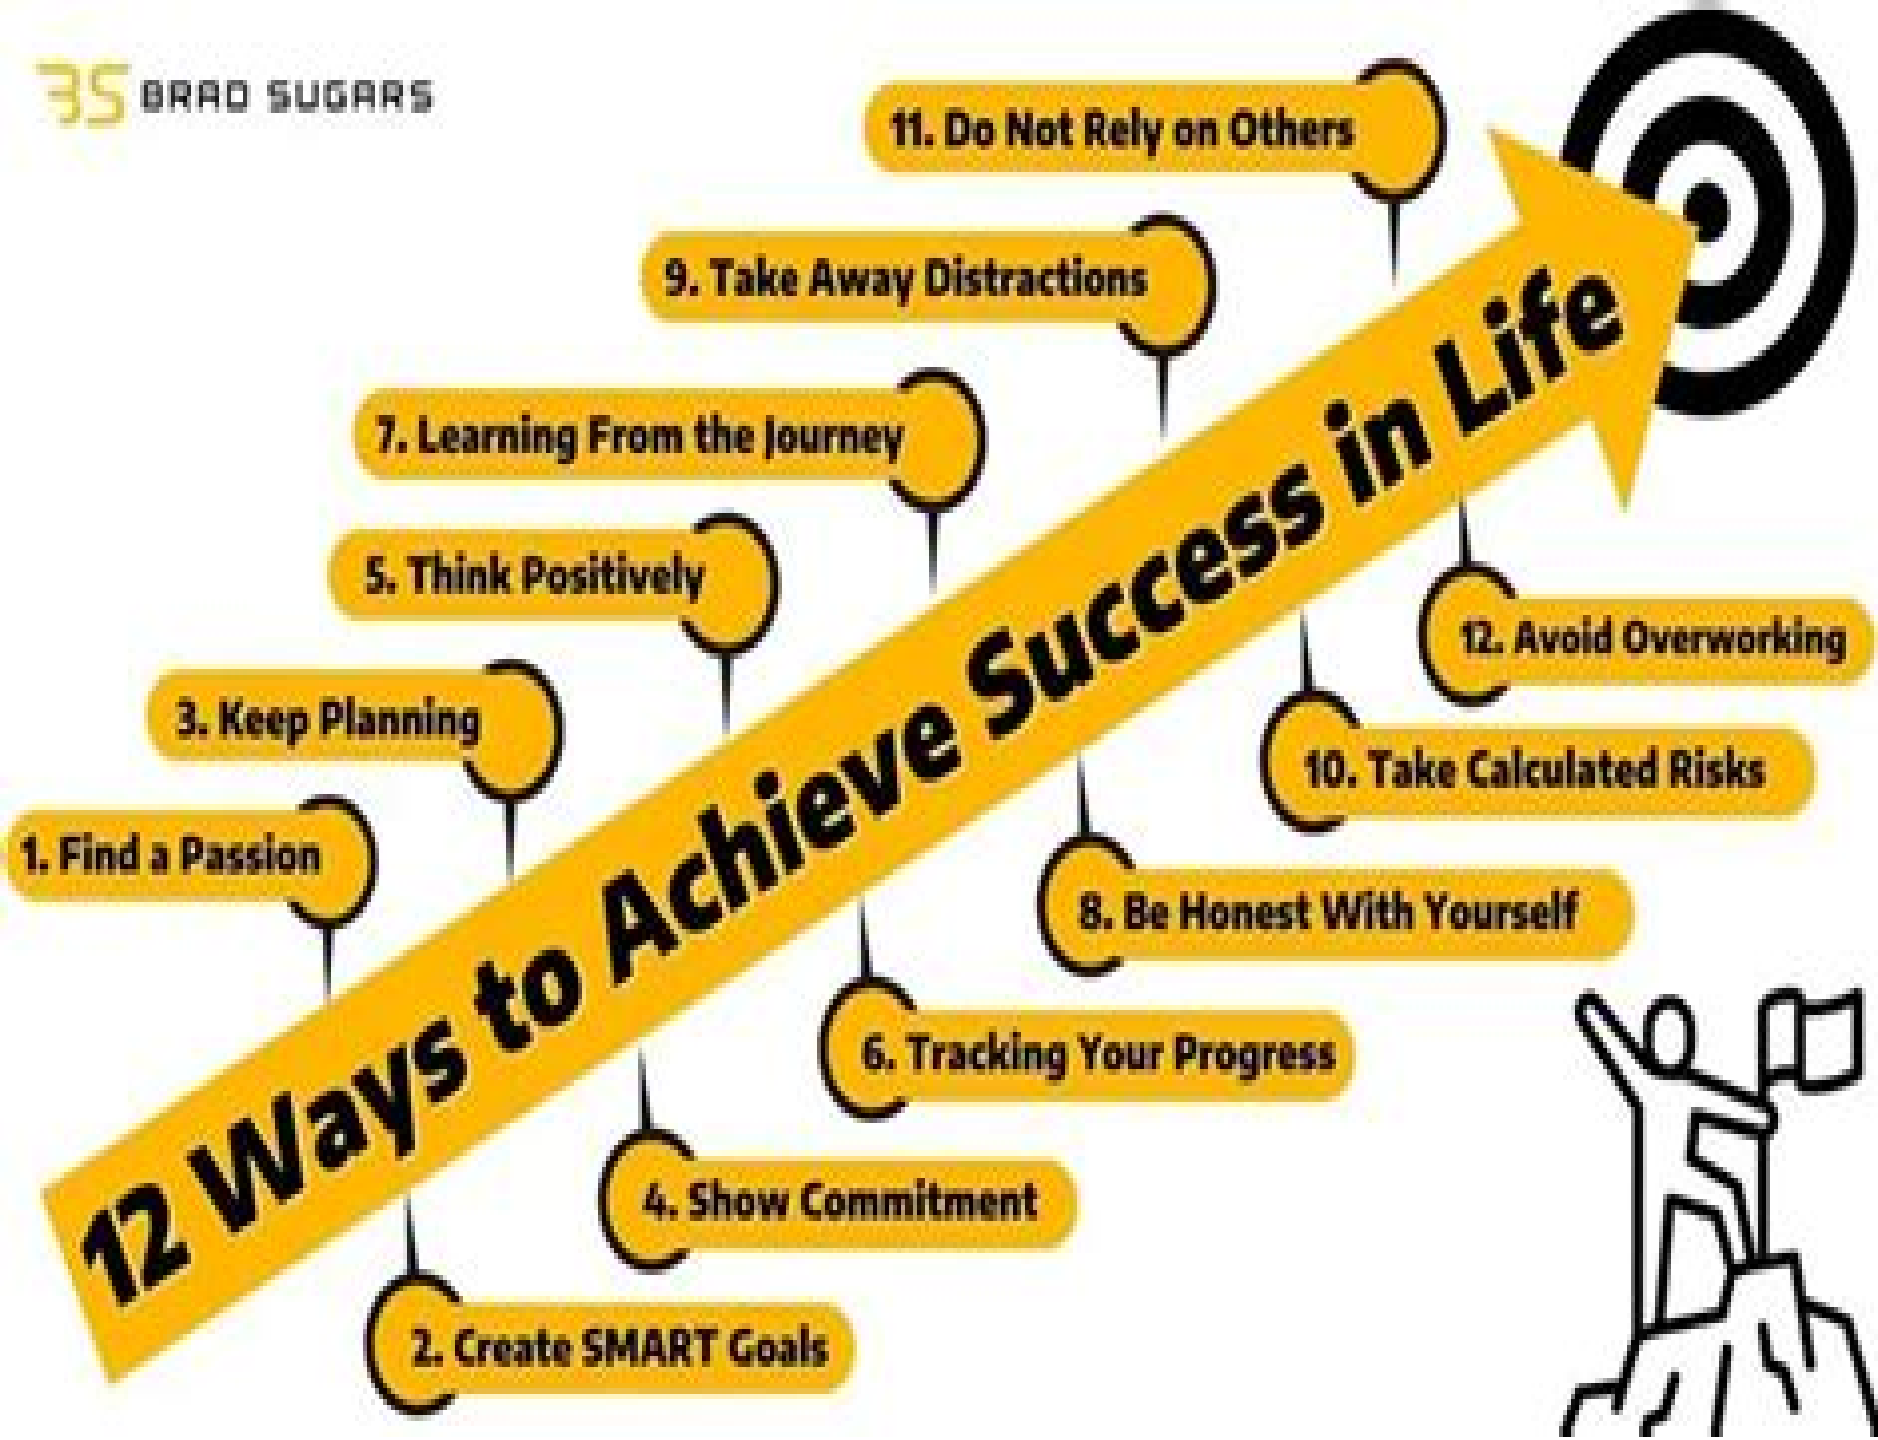 BS BRAD SUGARS
12 Ways to Achieve Success in Life
1. Find a Passion
2. Create SMART Goals
3. Keep Planning
4. Show Commitment
5. Think Positively
6. Tracking Your Progress
7. Learning From the Journey
8. Be Honest With Yourself
9. Take Away Distractions
10. Take Calculated Risks
11. Do Not Rely on Others
12. Avoid Overworking